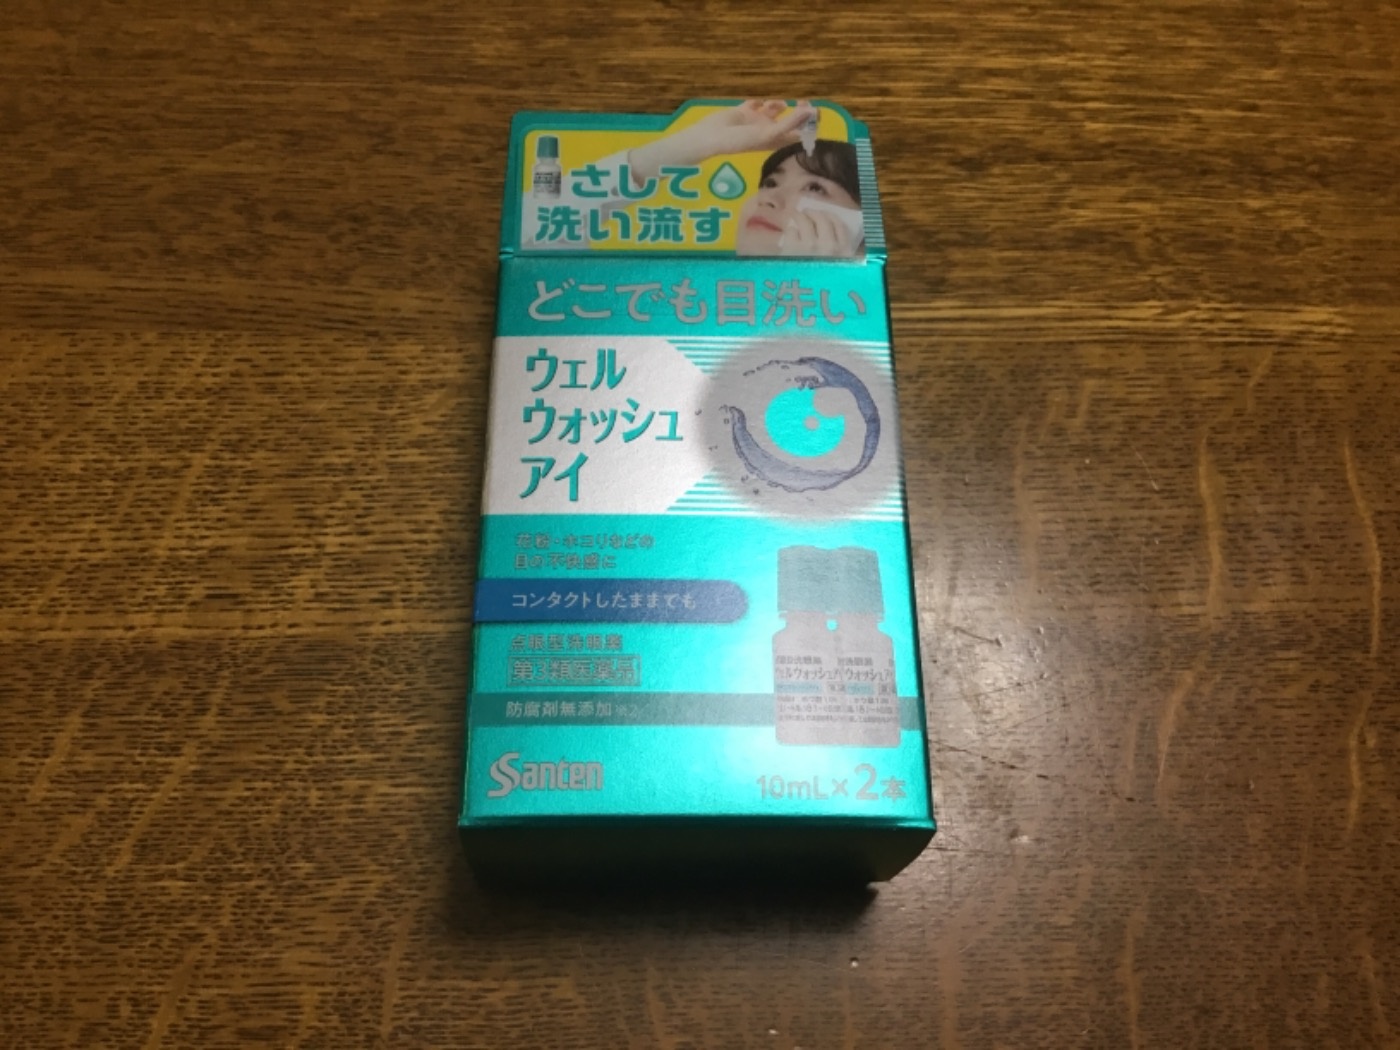 さして
洗い流す
どこでも目洗い
ウェル
ウォッシュ
アイ
花粉・ホコリなどの
目の不快感に
コンタクトしたままでも
点眼型洗眼薬
第3類医薬品
防腐剤無添加※2
Santen
10mL×2本